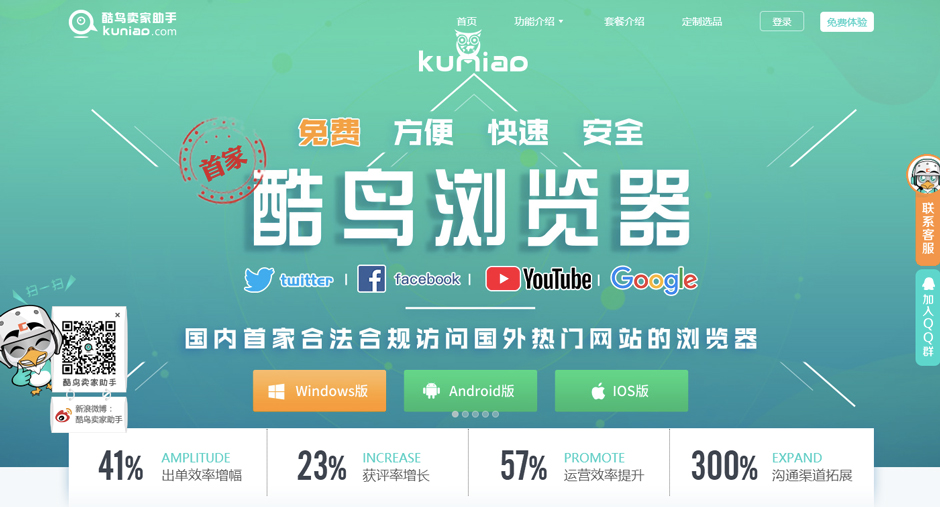 酷鸟卖家助手
kuniao.com
首页
功能介绍
套餐介绍
定制选品
登录
免费体验
kuniao
免费 方便 快速 安全
首家
酷鸟浏览器
twitter | facebook | YouTube | Google
国内首家合法合规访问国外热门网站的浏览器
Windows版
Android版
IOS版
联系客服
加入QQ群
扫一扫
酷鸟卖家助手
新浪微博：
酷鸟卖家助手
41% AMPLITUDE
出单效率增幅
23% INCREASE
获评率增长
57% PROMOTE
运营效率提升
300% EXPAND
沟通渠道拓展